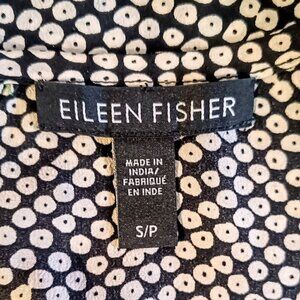 EILEEN FISHER
MADE IN
INDIA/
FABRIQUÉ
EN INDE
S/P